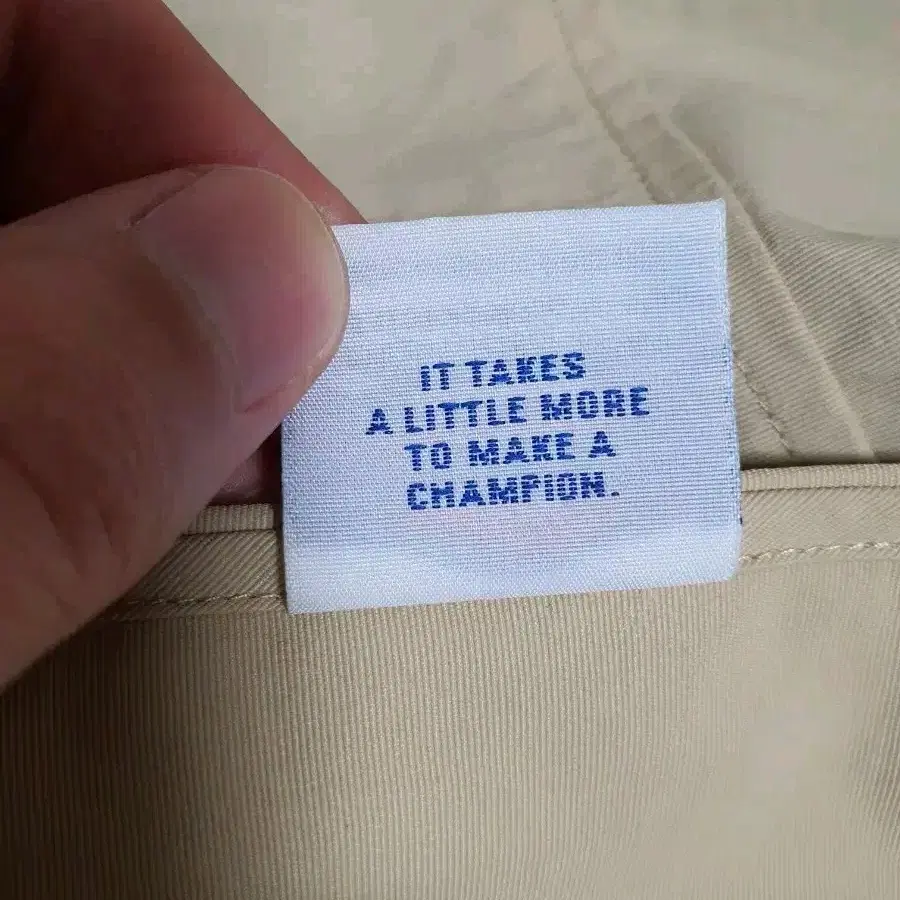 IT TAKES
A LITTLE MORE
TO MAKE A
CHAMPION.